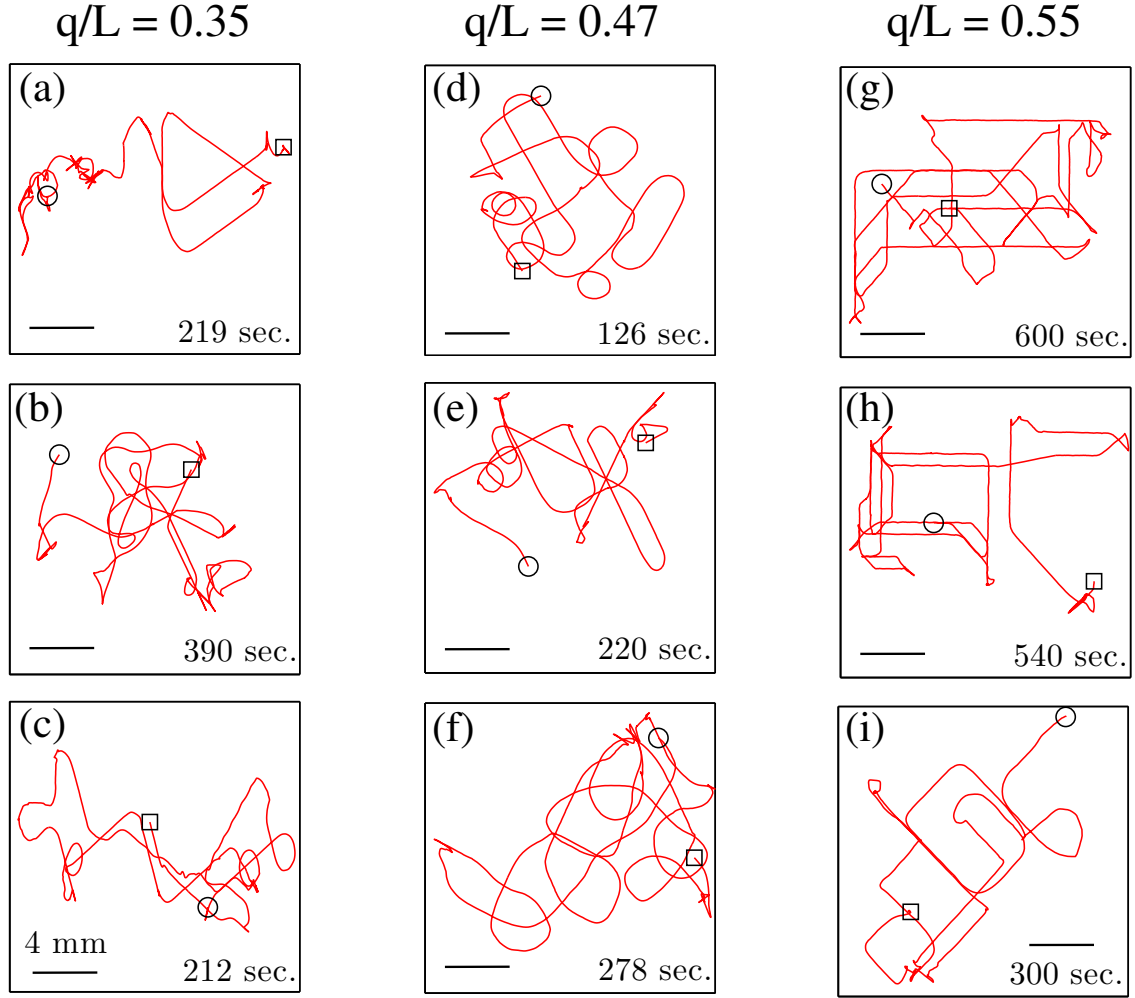 q/L = 0.35
q/L = 0.47
q/L = 0.55
(a)
219 sec.
(d)
126 sec.
(g)
600 sec.
(b)
390 sec.
(e)
220 sec.
(h)
540 sec.
(c)
4 mm
212 sec.
(f)
278 sec.
(i)
300 sec.